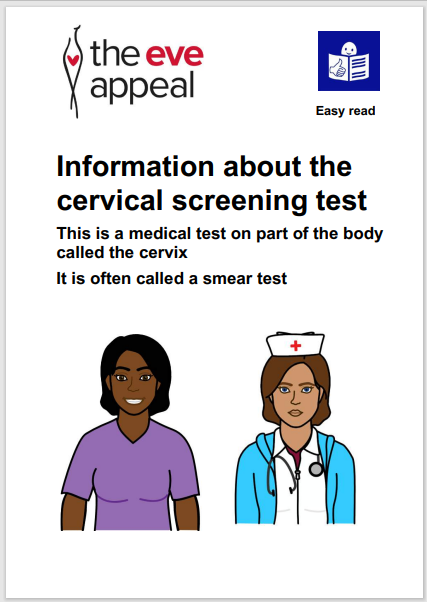 the eve
appeal
Easy read
Information about the
cervical screening test
This is a medical test on part of the body
called the cervix
It is often called a smear test